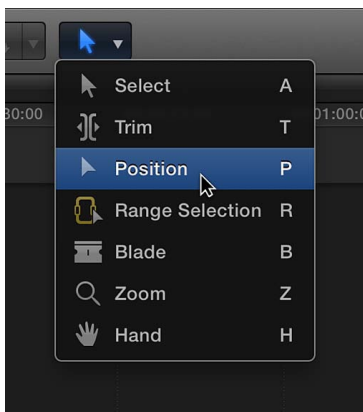 30:00
01:00:0
Select A
Trim T
Position P
Range Selection R
Blade B
Zoom Z
Hand H